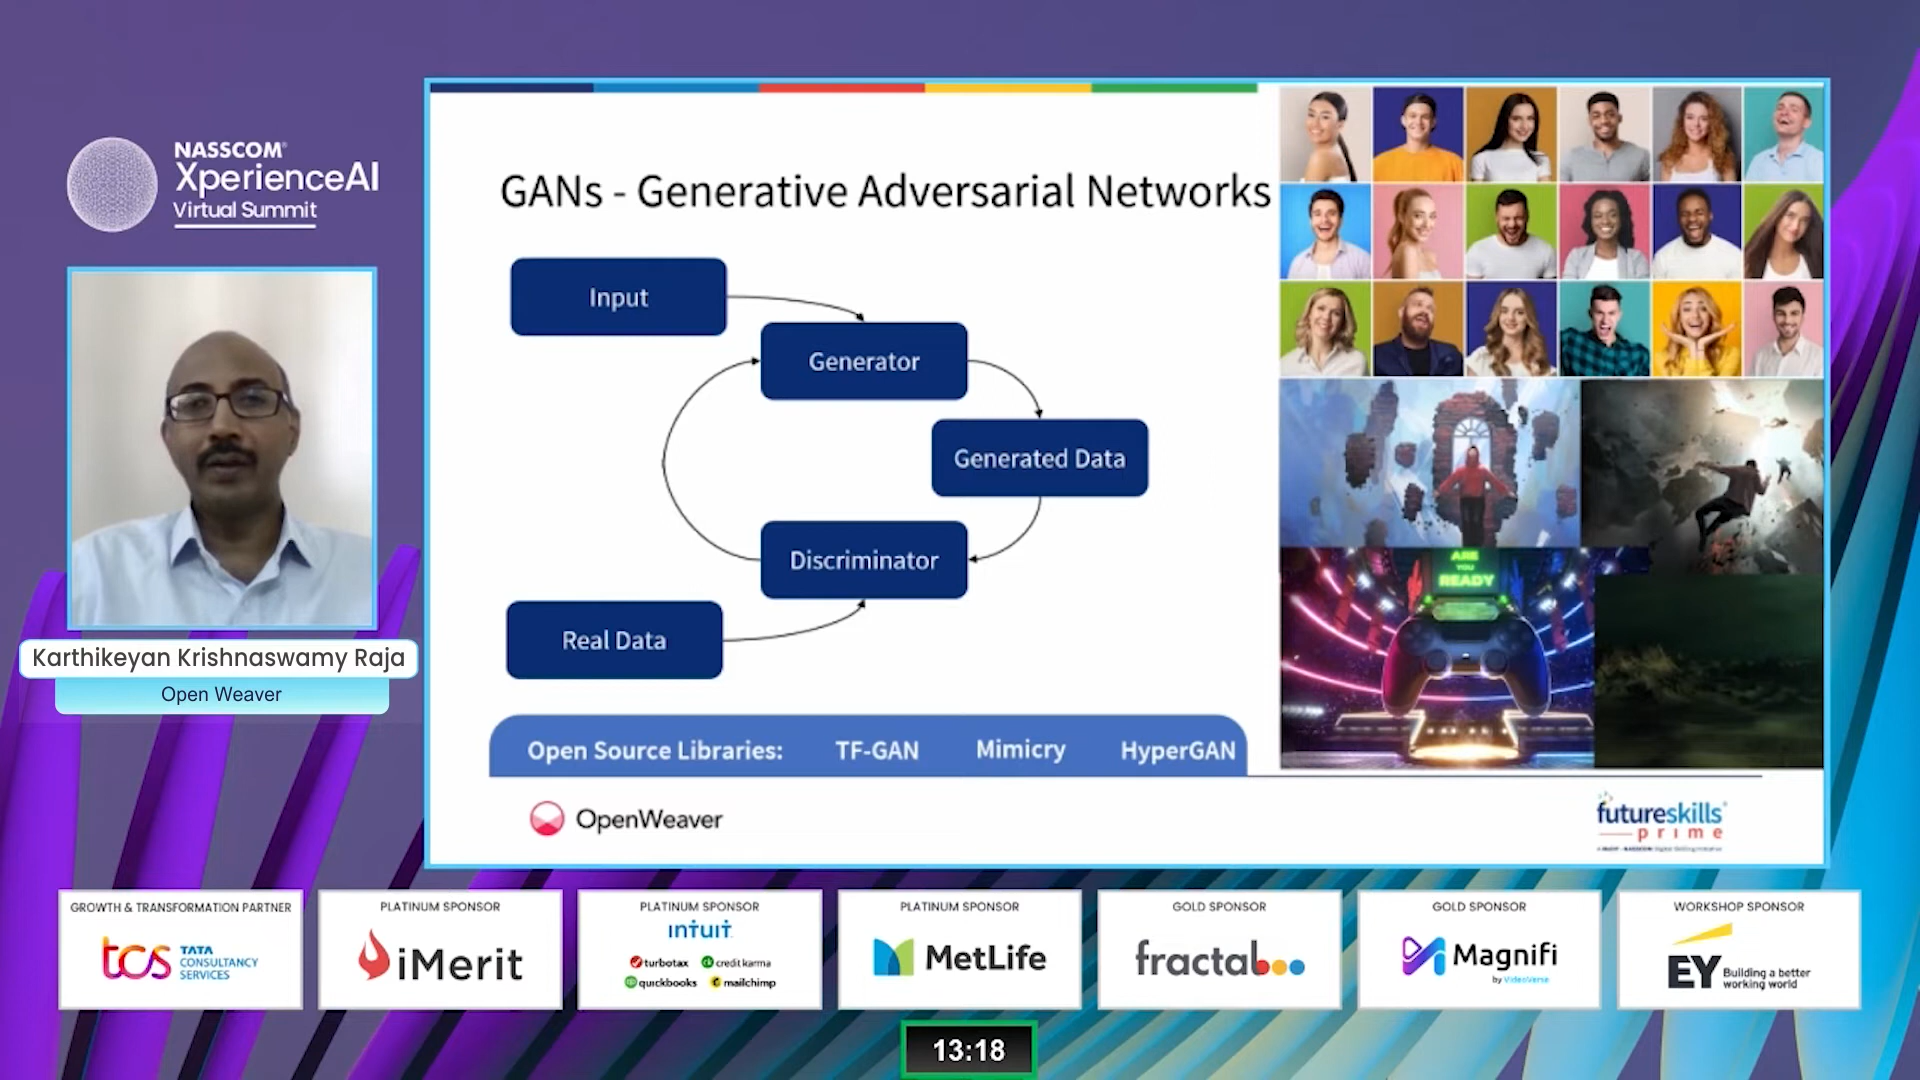 NASSCOM®
XperienceAI
Virtual Summit
Karthikeyan Krishnaswamy Raja
Open Weaver
GANs - Generative Adversarial Networks
Input
Generator
Generated Data
Discriminator
Real Data
Open Source Libraries: TF-GAN Mimicry HyperGAN
OpenWeaver
ARE
YOU
READY
futureskills
prime
GROWTH & TRANSFORMATION PARTNER
tcs TATA
CONSULTANCY
SERVICES
PLATINUM SPONSOR
iMerit
PLATINUM SPONSOR
INTUIT
turbotax credit karma
quickbooks mailchimp
PLATINUM SPONSOR
MetLife
GOLD SPONSOR
fractal
GOLD SPONSOR
Magnifi
by VideoVerse
WORKSHOP SPONSOR
EY Building a better
working world
13:18